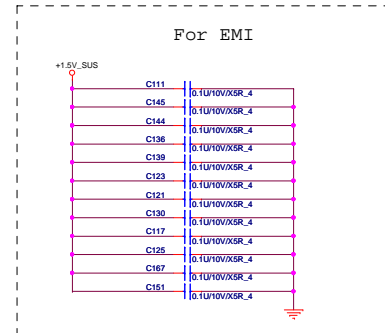 For EMI
+1.5V_SUS
C111
0.1U/10V/X5R_4
C145
0.1U/10V/X5R_4
C144
0.1U/10V/X5R_4
C136
0.1U/10V/X5R_4
C139
0.1U/10V/X5R_4
C123
0.1U/10V/X5R_4
C121
0.1U/10V/X5R_4
C130
0.1U/10V/X5R_4
C117
0.1U/10V/X5R_4
C125
0.1U/10V/X5R_4
C167
0.1U/10V/X5R_4
C151
0.1U/10V/X5R_4